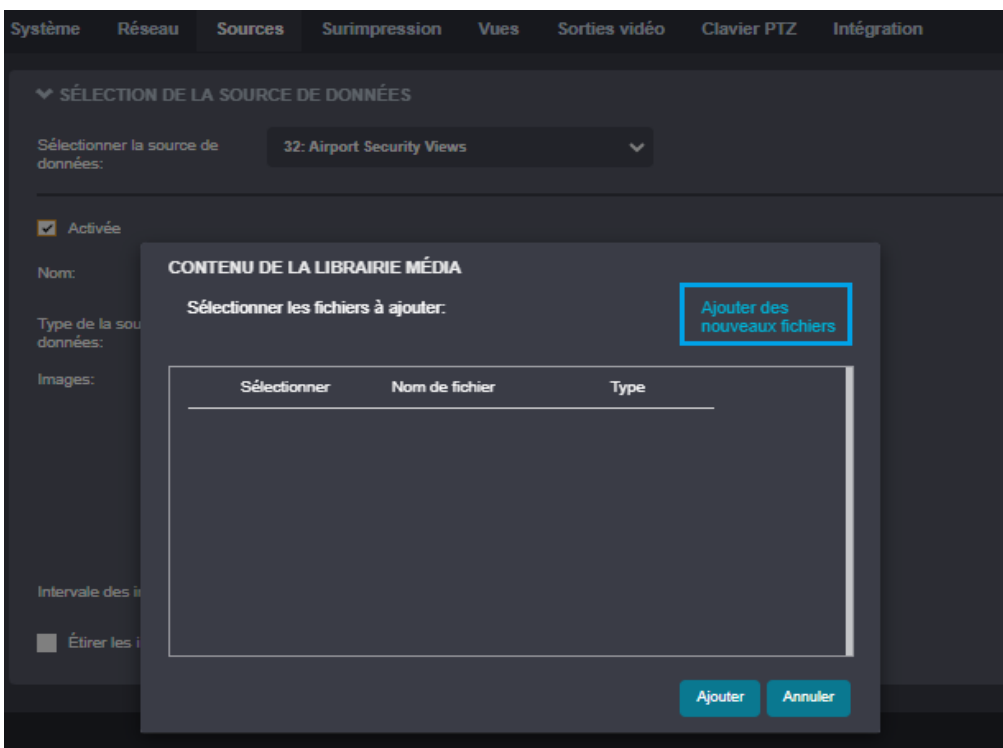 Système Réseau Sources Surimpression Vues Sorties vidéo Clavier PTZ Intégration
SÉLECTION DE LA SOURCE DE DONNÉES
Sélectionner la source de
données:
32: Airport Security Views
Activée
Nom:
CONTENU DE LA LIBRAIRIE MÉDIA
Sélectionner les fichiers à ajouter:
Ajouter des
nouveaux fichiers
Type de la sou
données:
Images:
Sélectionner Nom de fichier Type
Intervale des
Étirer les
Ajouter Annuler